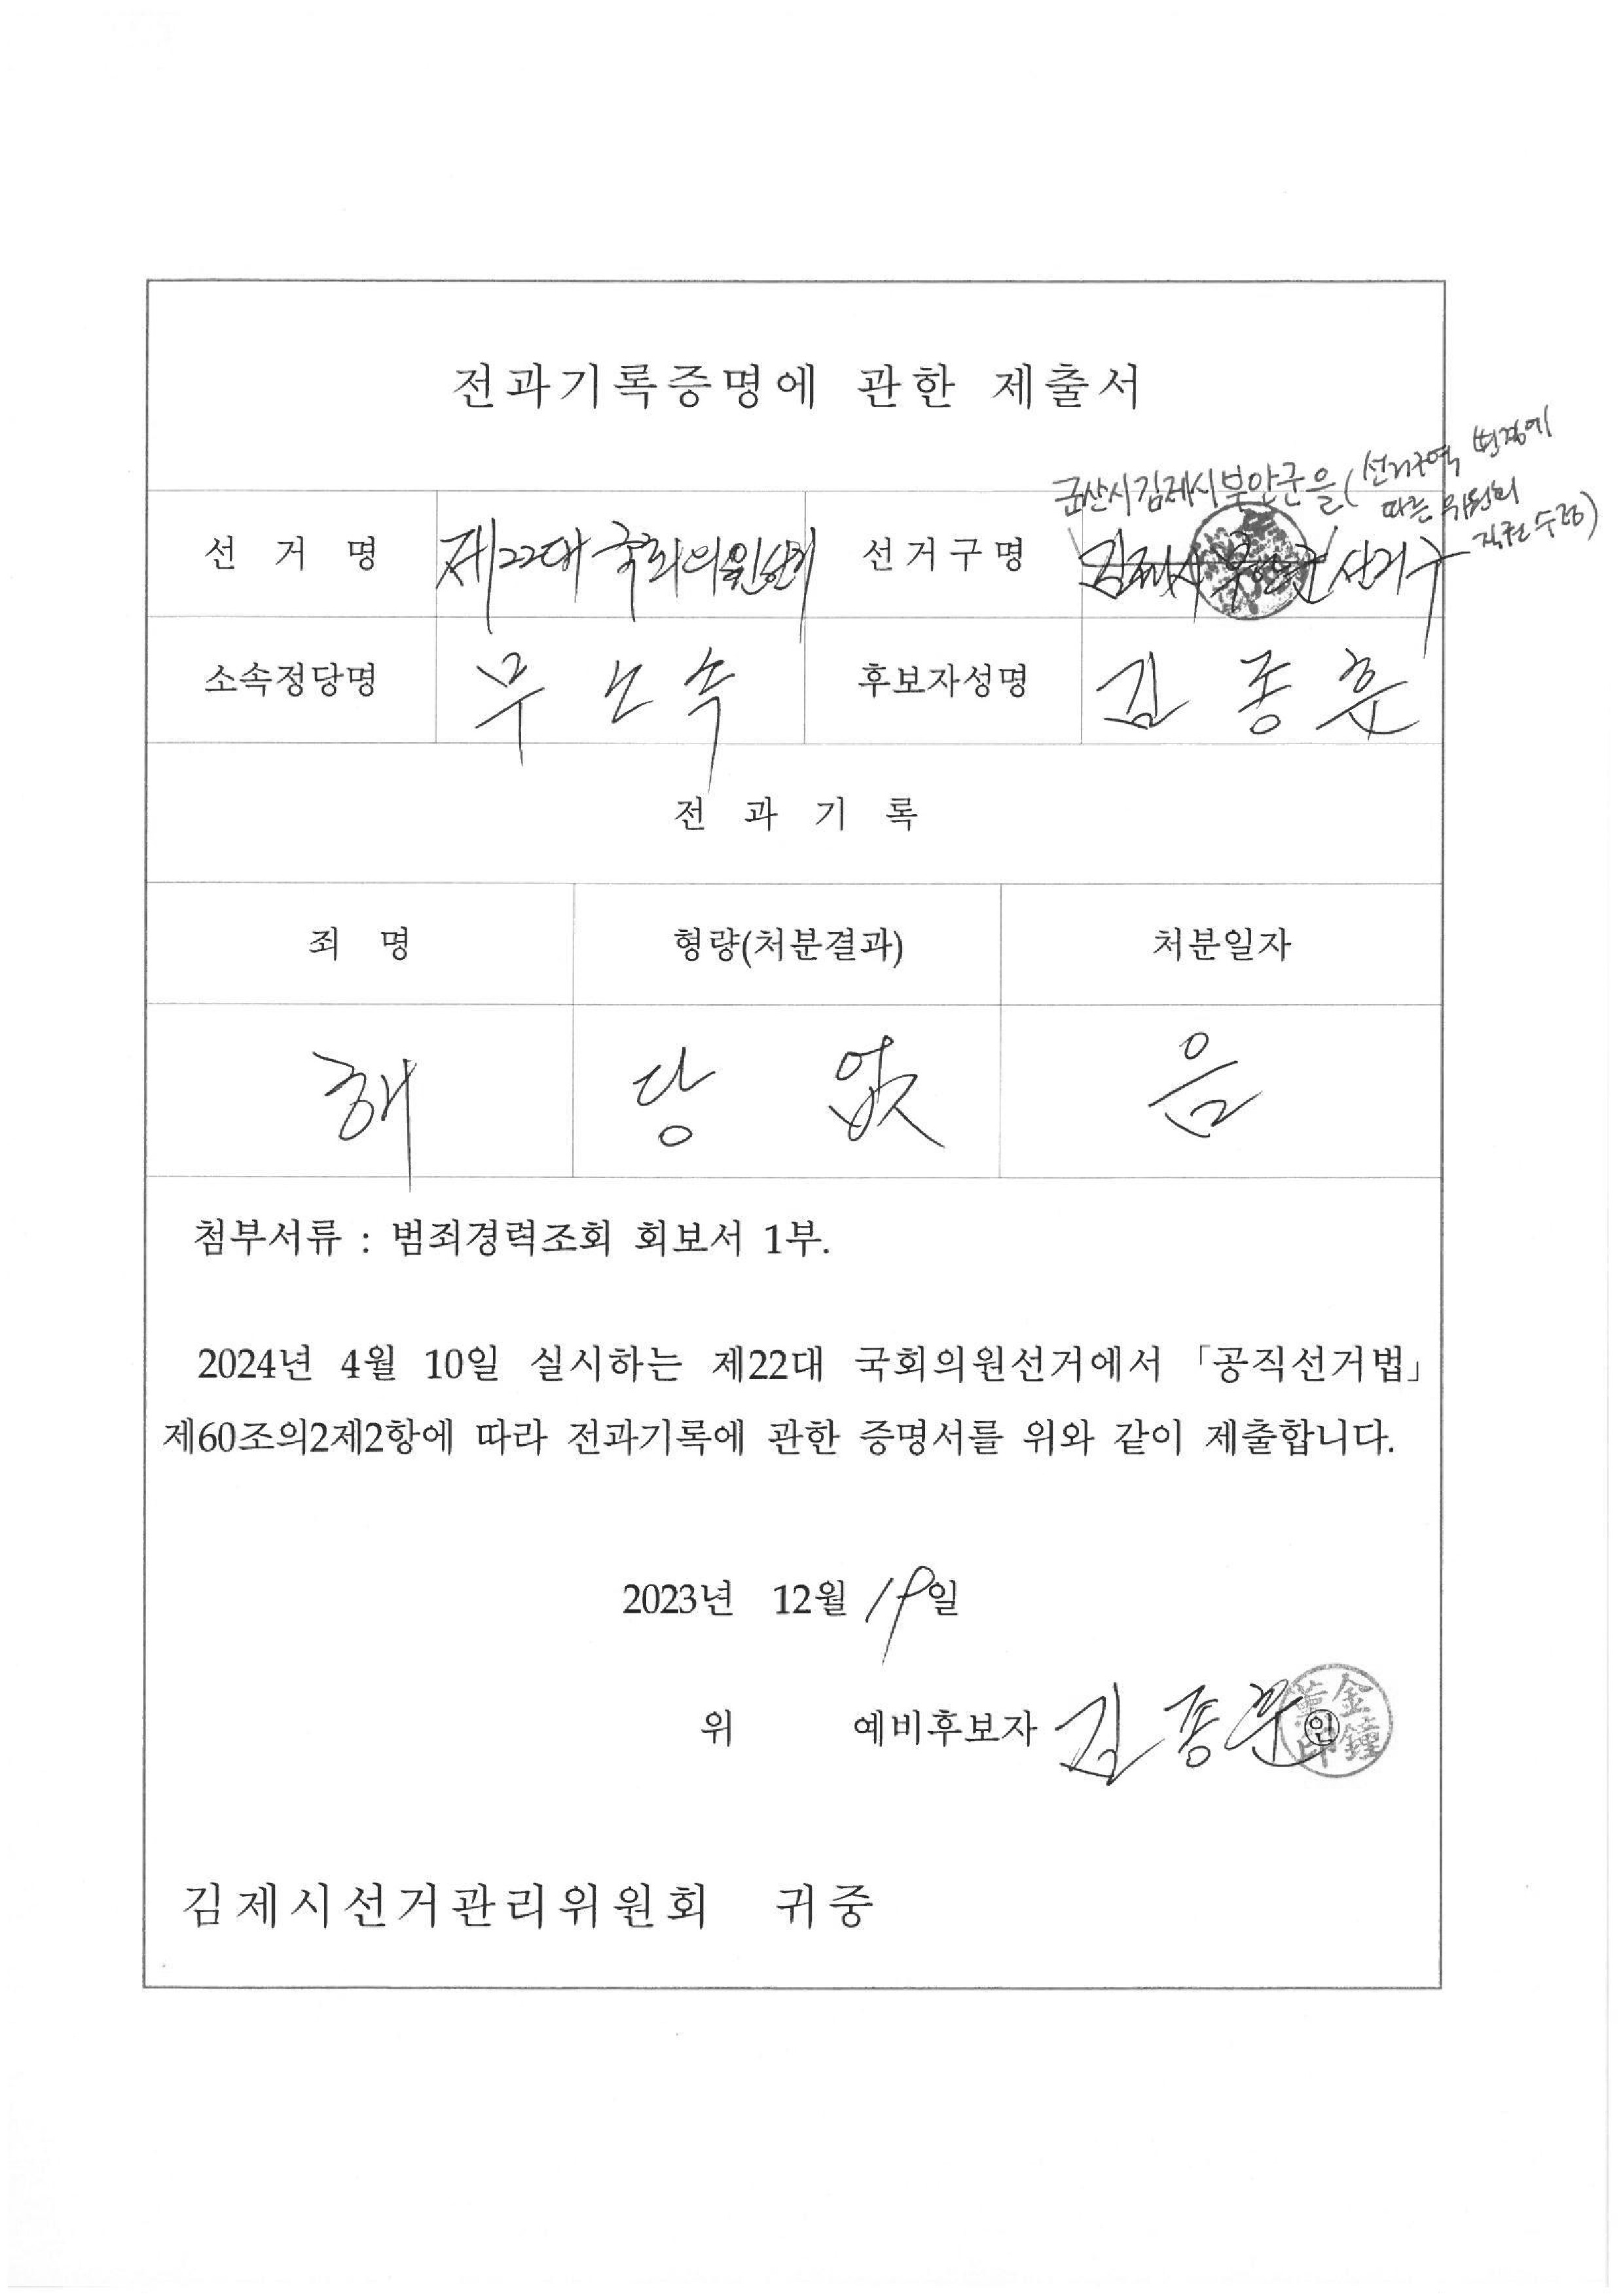 전과기록증명에 관한 제출서
군산시김제시부안군을(선거구역 변경에
따른 위원회
직권수정)
선 거 명 제22대 국회의원선거 선거구명 김제시부안군선거구
소속정당명 무소속 후보자성명 김종훈
전 과 기 록
죄 명 형량(처분결과) 처분일자
해 당 없 음
첨부서류 : 범죄경력조회 회보서 1부.
2024년 4월 10일 실시하는 제22대 국회의원선거에서 「공직선거법」
제60조의2제2항에 따라 전과기록에 관한 증명서를 위와 같이 제출합니다.
2023년 12월 19일
위 예비후보자 김종훈 인
金鐘薰印
김제시선거관리위원회 귀중